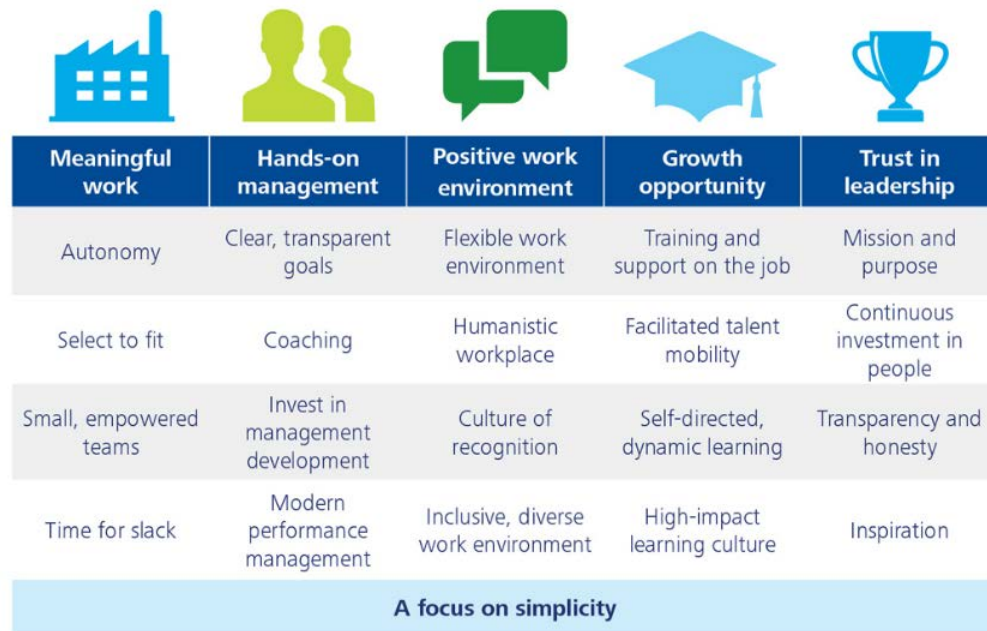 Meaningful
work
Hands-on
management
Positive work
environment
Growth
opportunity
Trust in
leadership
Autonomy
Clear, transparent
goals
Flexible work
environment
Training and
support on the job
Mission and
purpose
Select to fit
Coaching
Humanistic
workplace
Facilitated talent
mobility
Continuous
investment in
people
Small, empowered
teams
Invest in
management
development
Culture of
recognition
Self-directed,
dynamic learning
Transparency and
honesty
Time for slack
Modern
performance
management
Inclusive, diverse
work environment
High-impact
learning culture
Inspiration
A focus on simplicity